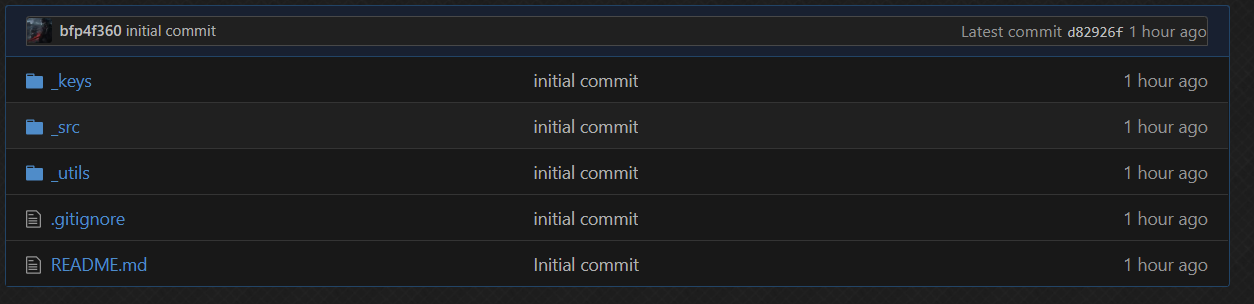 bfp4f360 initial commit Latest commit d82926f 1 hour ago
_keys initial commit 1 hour ago
_src initial commit 1 hour ago
_utils initial commit 1 hour ago
.gitignore initial commit 1 hour ago
README.md Initial commit 1 hour ago